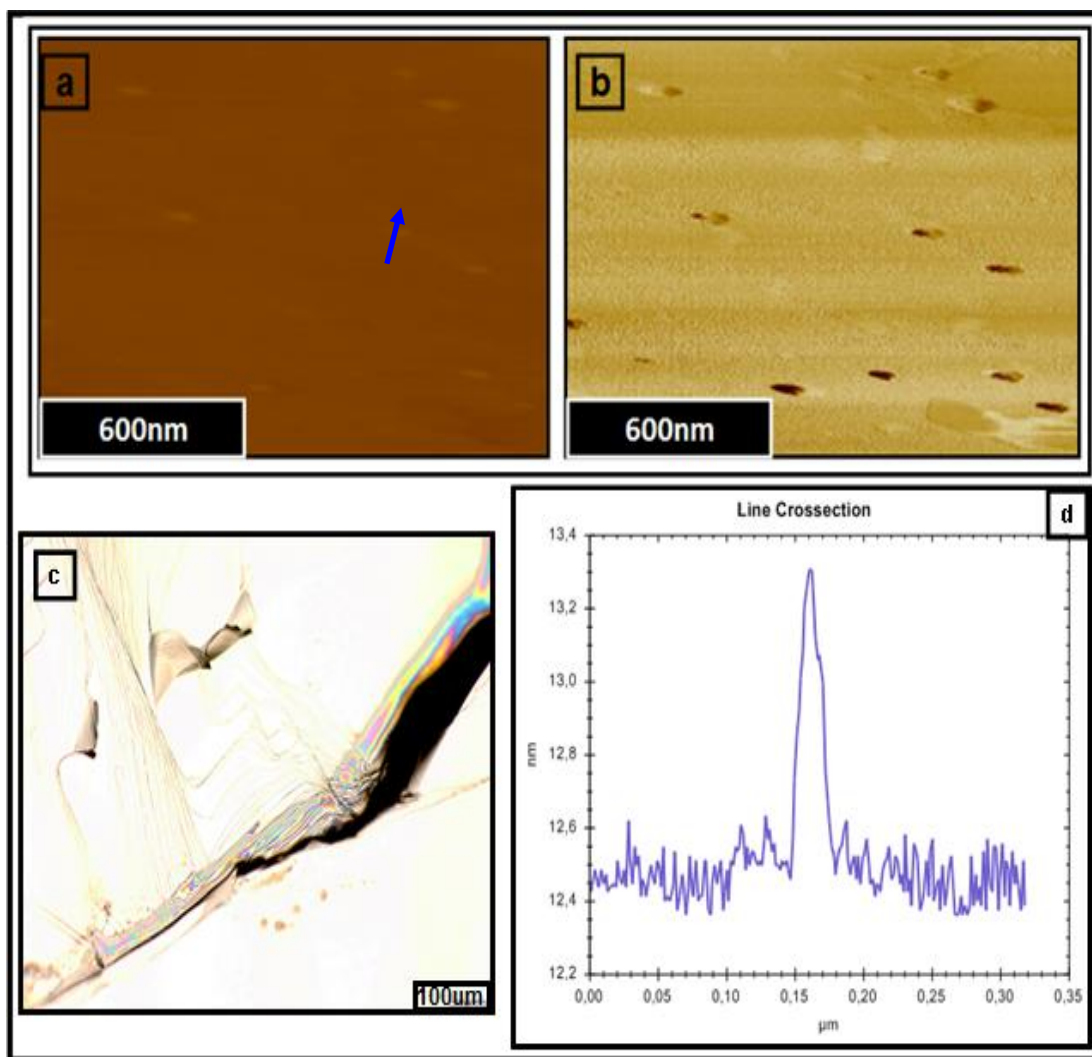 a
b
600nm
600nm
c
100um
d
Line Crossection
13,4
13,2
13,0
12,8
12,6
12,4
12,2
nm
0,00 0,05 0,10 0,15 0,20 0,25 0,30 0,35
µm